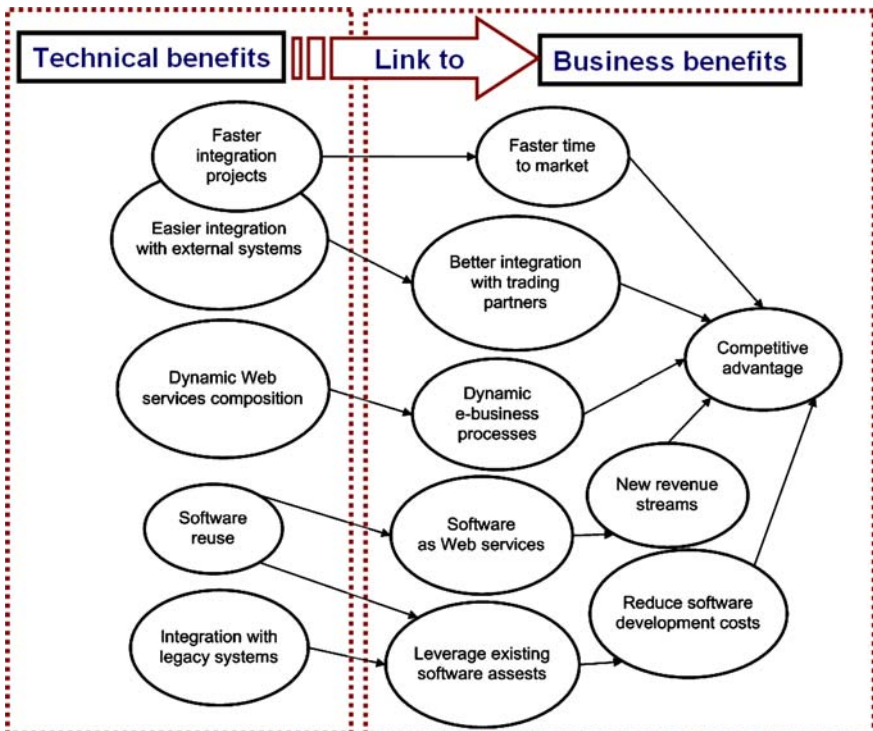 Technical benefits
Link to
Business benefits
Faster
integration
projects
Faster time
to market
Easier integration
with external systems
Better integration
with trading
partners
Competitive
advantage
Dynamic Web
services composition
Dynamic
e-business
processes
New revenue
streams
Software
reuse
Software
as Web services
Reduce software
development costs
Integration with
legacy systems
Leverage existing
software assests